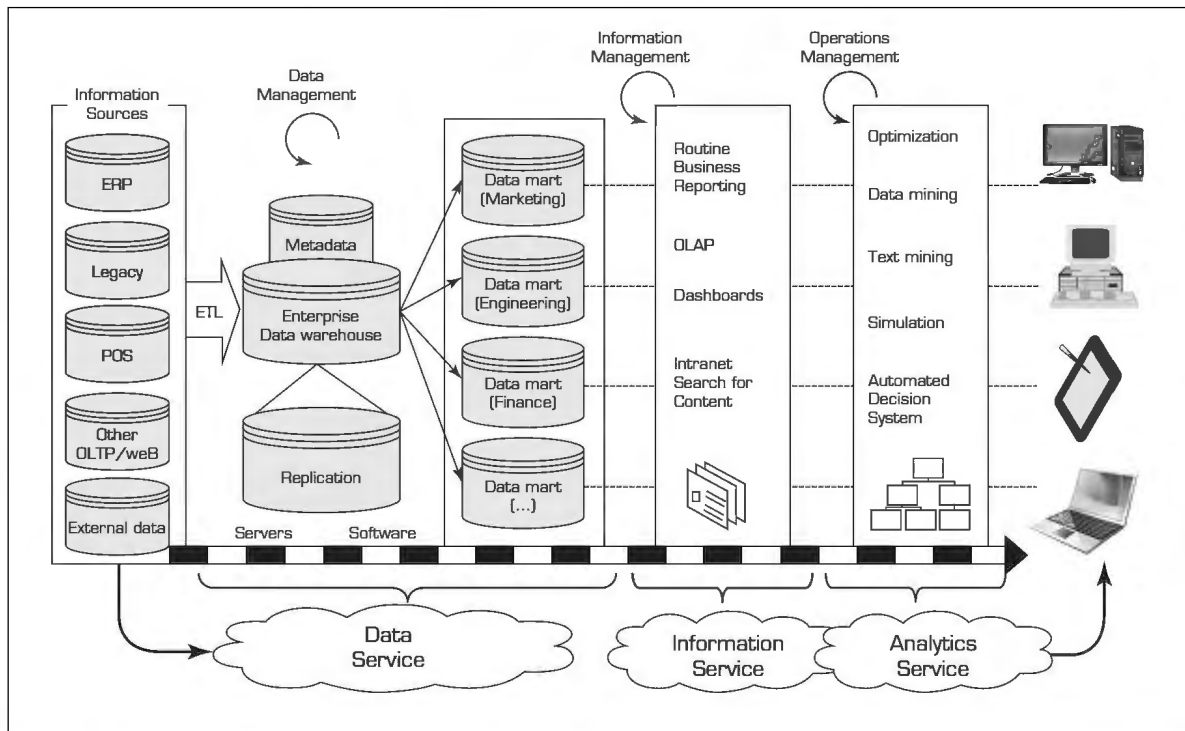 Information
Sources
ERP
Legacy
POS
Other
OLTP/weB
External data
ETL
Data
Management
Metadata
Enterprise
Data warehouse
Replication
Servers
Software
Data mart
(Marketing)
Data mart
(Engineering)
Data mart
(Finance)
Data mart
(...)
Information
Management
Routine
Business
Reporting
OLAP
Dashboards
Intranet
Search for
Content
Operations
Management
Optimization
Data mining
Text mining
Simulation
Automated
Decision
System
Data
Service
Information
Service
Analytics
Service